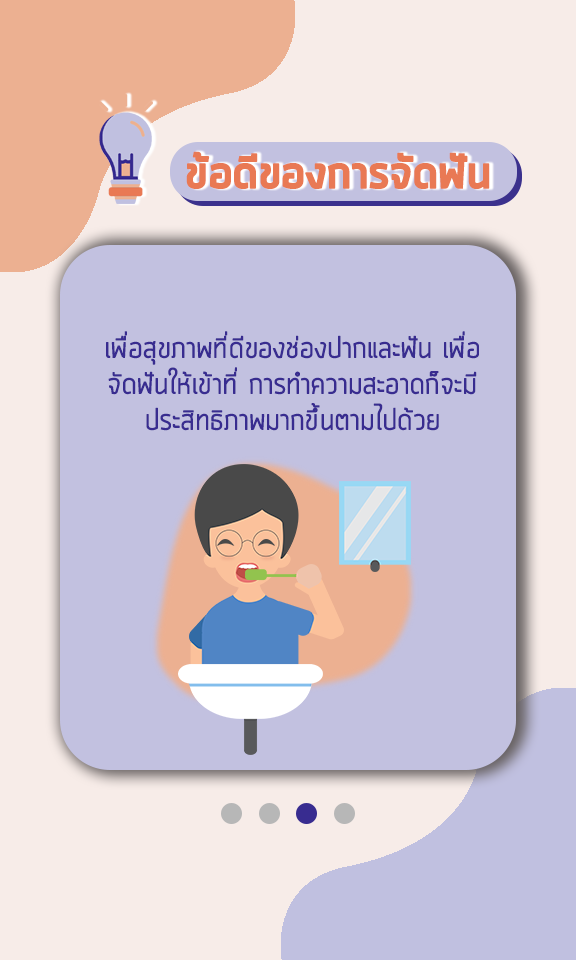 ข้อดีของการจัดฟัน
เพื่อสุขภาพที่ดีของช่องปากและฟัน เพื่อ
จัดฟันให้เข้าที่ การทำความสะอาดก็จะมี
ประสิทธิภาพมากขึ้นตามไปด้วย